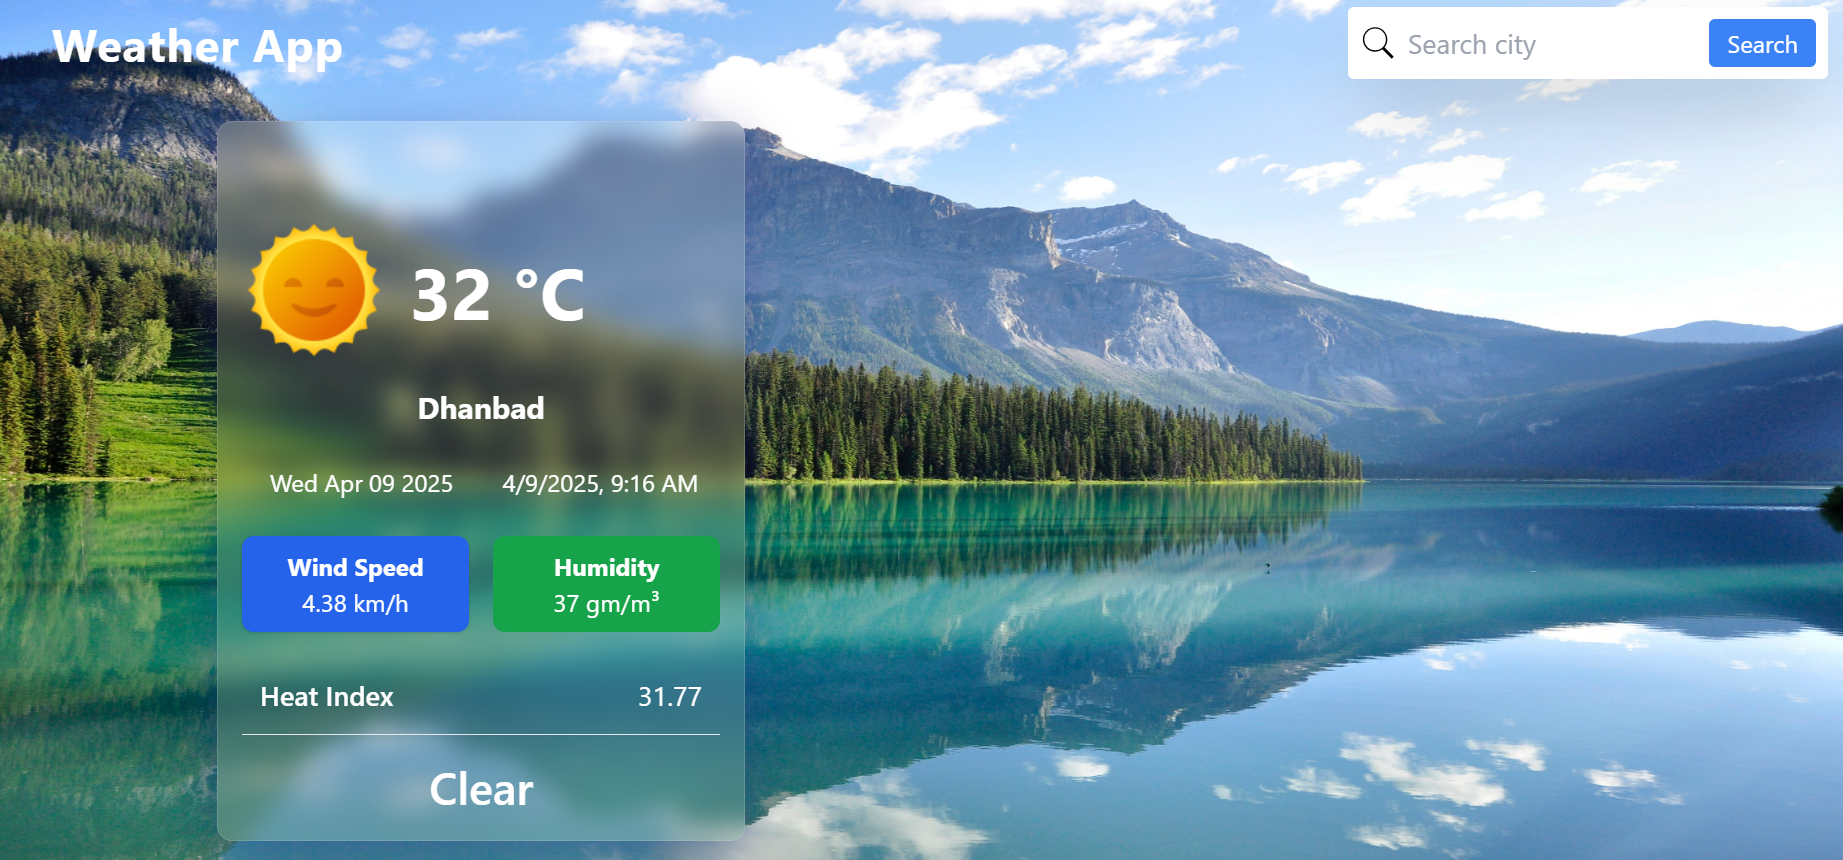 Weather App
Search city
Search
32 °C
Dhanbad
Wed Apr 09 2025 4/9/2025, 9:16 AM
Wind Speed
4.38 km/h
Humidity
37 gm/m³
Heat Index 31.77
Clear